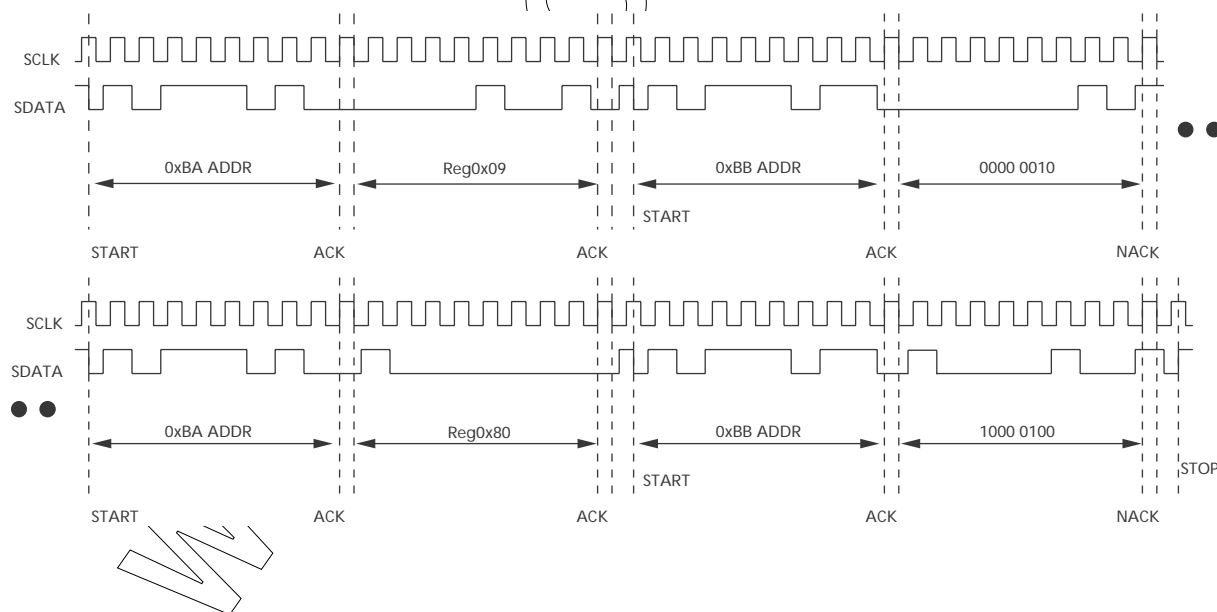 SCLK
SDATA
0xBA ADDR Reg0x09 0xBB ADDR 0000 0010
START
START ACK ACK ACK NACK
SCLK
SDATA
0xBA ADDR Reg0x80 0xBB ADDR 1000 0100
START STOP
START ACK ACK ACK NACK